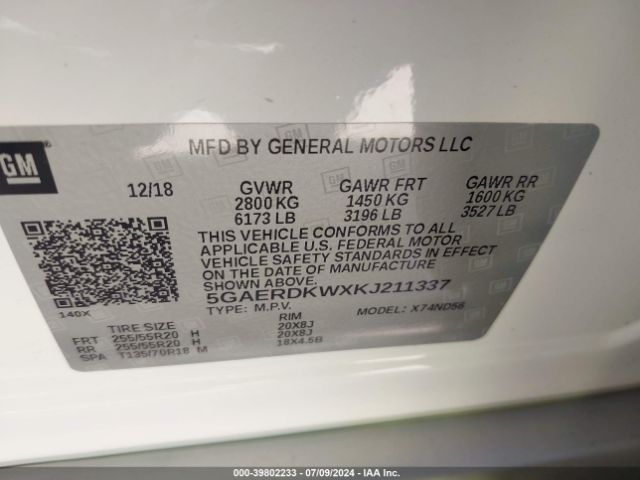 GM
MFD BY GENERAL MOTORS LLC
12/18 GVWR GAWR FRT GAWR RR
2800 KG 1450 KG 1600 KG
6173 LB 3196 LB 3527 LB
THIS VEHICLE CONFORMS TO ALL
APPLICABLE U.S. FEDERAL MOTOR
VEHICLE SAFETY STANDARDS IN EFFECT
ON THE DATE OF MANUFACTURE
SHOWN ABOVE.
5GAERDKWXKJ211337
140X
TYPE: M.P.V. MODEL: X74ND56
TIRE SIZE RIM
FRT 255/55R20 H 20X8J
RR 255/55R20 H 20X8J
SPA T135/70R18 M 18X4.5B
000-39802233 - 07/09/2024 - IAA Inc.